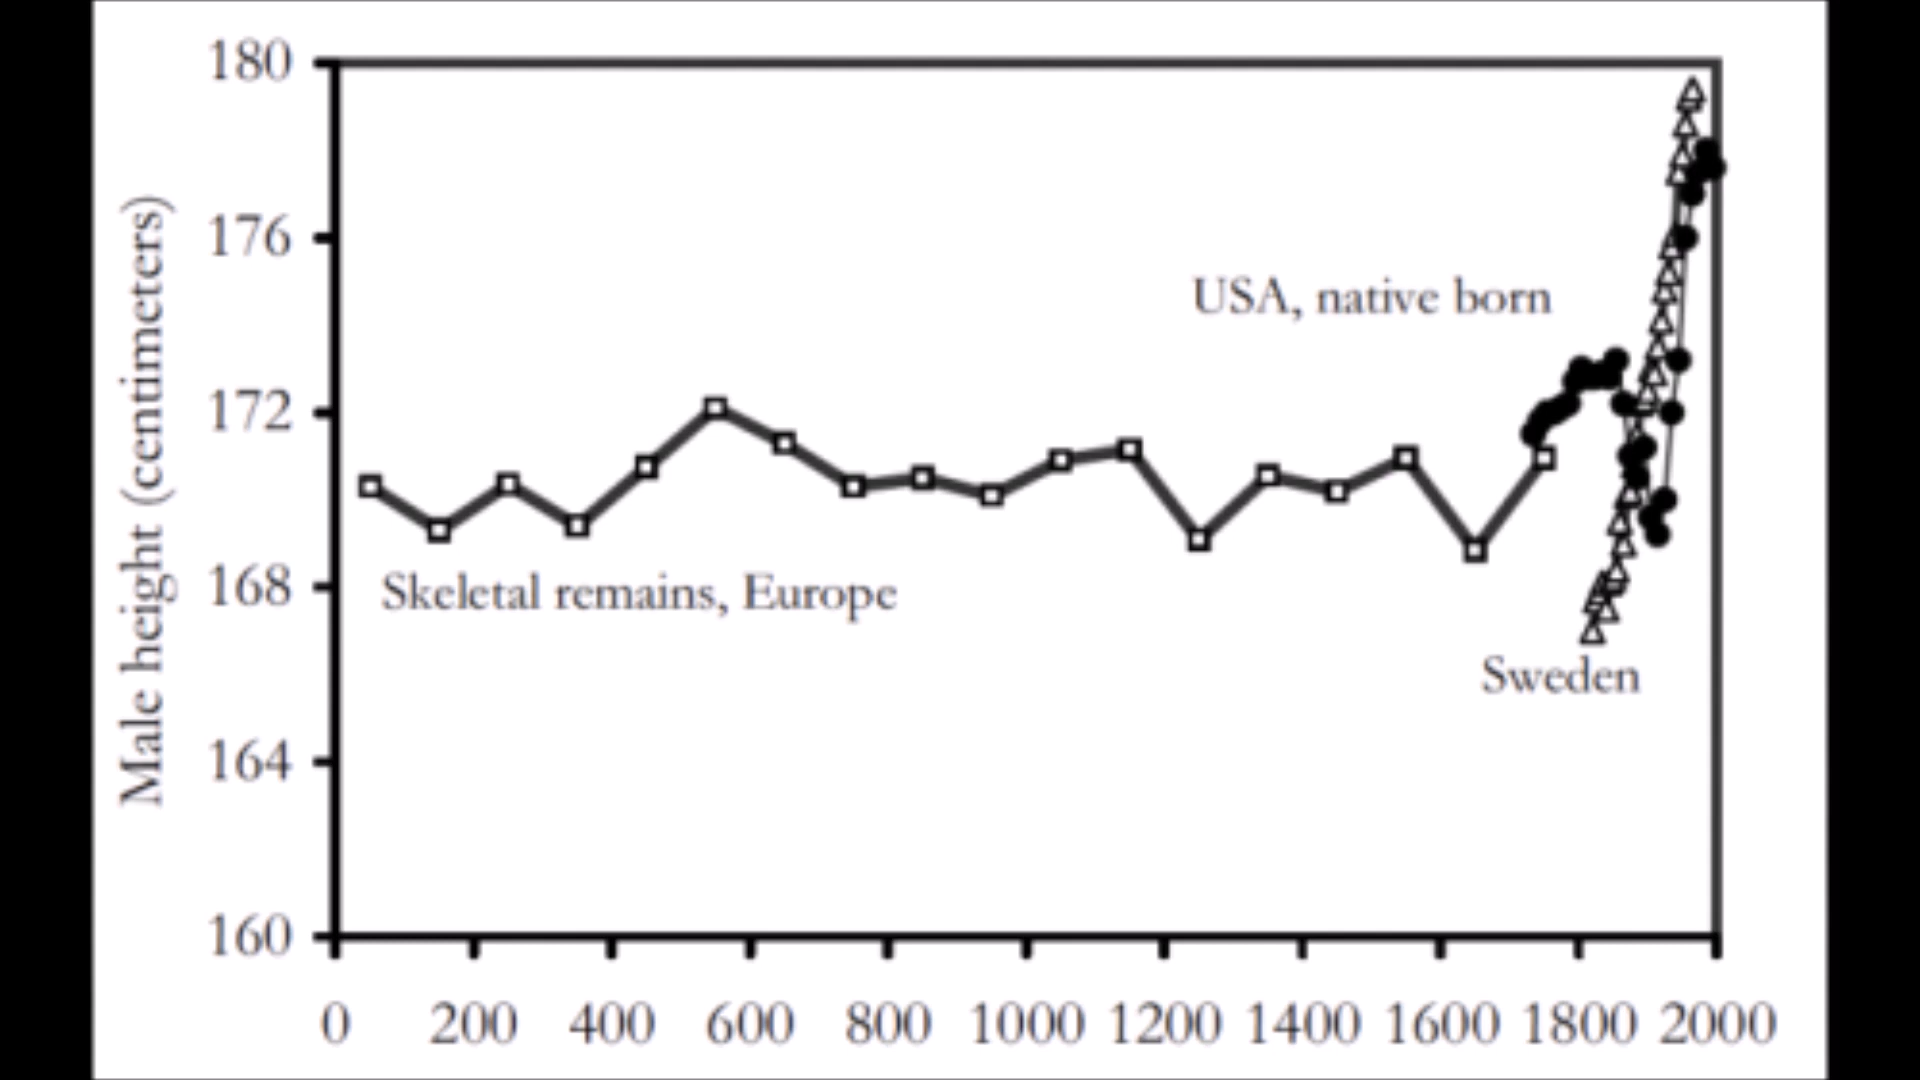 180
176
172
168
164
160
Male height (centimeters)
USA, native born
Skeletal remains, Europe
Sweden
0 200 400 600 800 1000 1200 1400 1600 1800 2000